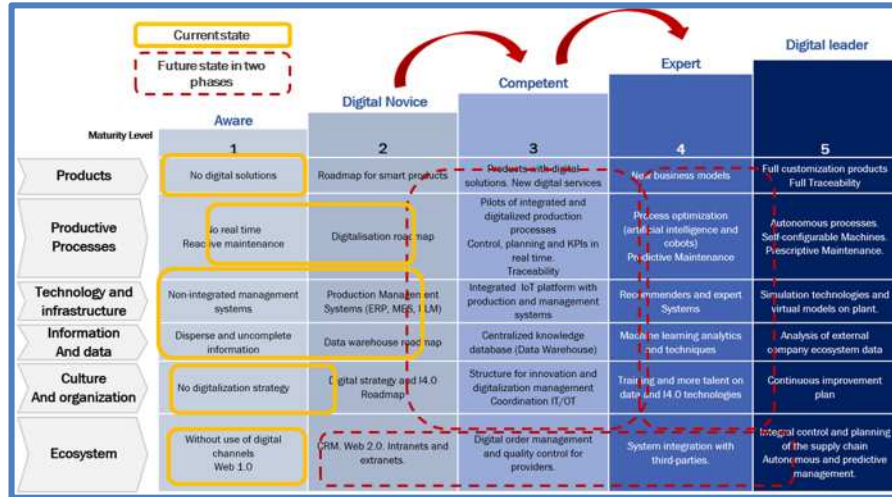 Current state
Future state in two
phases
Digital leader
Expert
Competent
Digital Novice
Aware
Maturity Level
1
2
3
4
5
Products
No digital solutions
Roadmap for smart products
Products with digital
solutions. New digital services
New business models
Full customization products
Full Traceability
Productive
Processes
No real time
Reactive maintenance
Digitalisation roadmap
Pilots of integrated and
digitalized production
processes
Control, planning and KPIs in
real time.
Traceability
Process optimization
(artificial intelligence and
cobots)
Predictive Maintenance
Autonomous processes.
Self-configurable Machines.
Prescriptive Maintenance.
Technology and
infrastructure
Non-integrated management
systems
Production Management
Systems (ERP, MES, PLM)
Integrated IoT platform with
production and management
systems
Recommenders and expert
Systems
Simulation technologies and
virtual models on plant.
Information
And data
Disperse and uncomplete
information
Data warehouse roadmap
Centralized knowledge
database (Data Warehouse)
Machine learning analytics
and techniques
Analysis of external
company ecosystem data
Culture
And organization
No digitalization strategy
Digital strategy and I4.0
Roadmap
Structure for innovation and
digitalization management
Coordination IT/OT
Training and more talent on
data and I4.0 technologies
Continuous improvement
plan
Ecosystem
Without use of digital
channels
Web 1.0
CRM. Web 2.0. Intranets and
extranets.
Digital order management
and quality control for
providers.
System integration with
third-parties.
Integral control and planning
of the supply chain
Autonomous and predictive
management.